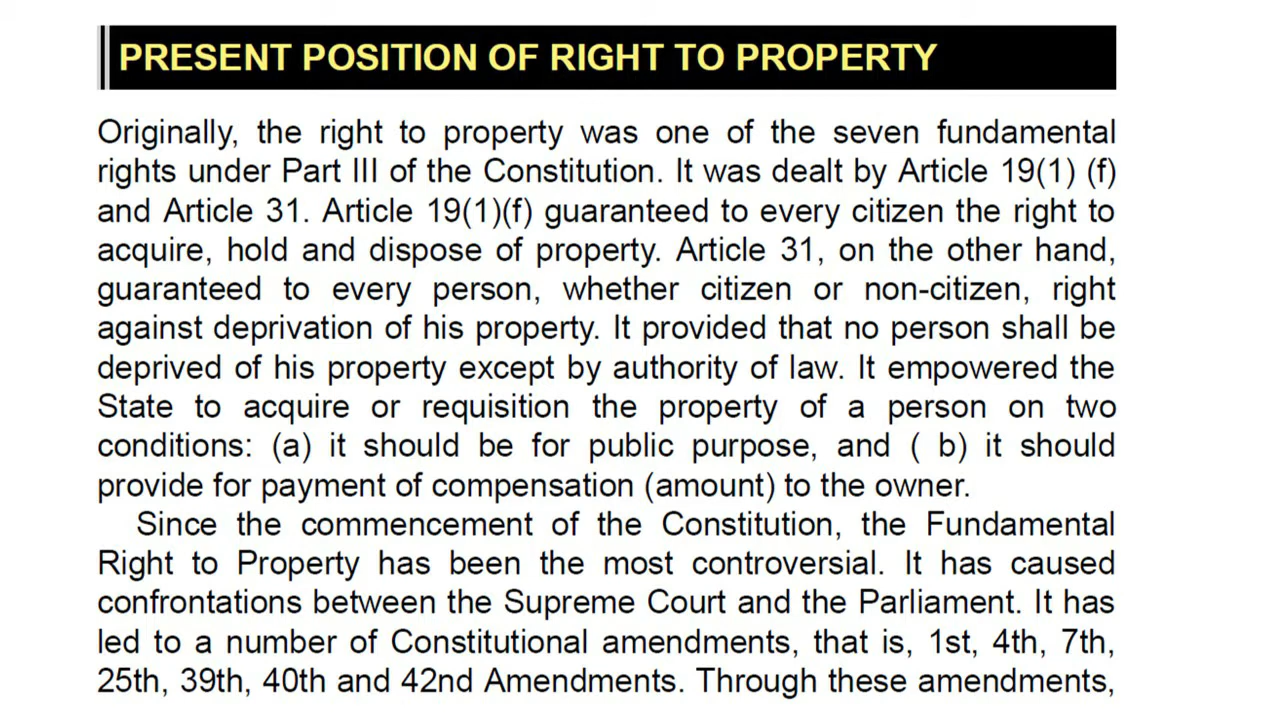 PRESENT POSITION OF RIGHT TO PROPERTY
Originally, the right to property was one of the seven fundamental
rights under Part III of the Constitution. It was dealt by Article 19(1) (f)
and Article 31. Article 19(1)(f) guaranteed to every citizen the right to
acquire, hold and dispose of property. Article 31, on the other hand,
guaranteed to every person, whether citizen or non-citizen, right
against deprivation of his property. It provided that no person shall be
deprived of his property except by authority of law. It empowered the
State to acquire or requisition the property of a person on two
conditions: (a) it should be for public purpose, and ( b) it should
provide for payment of compensation (amount) to the owner.
Since the commencement of the Constitution, the Fundamental
Right to Property has been the most controversial. It has caused
confrontations between the Supreme Court and the Parliament. It has
led to a number of Constitutional amendments, that is, 1st, 4th, 7th,
25th, 39th, 40th and 42nd Amendments. Through these amendments,